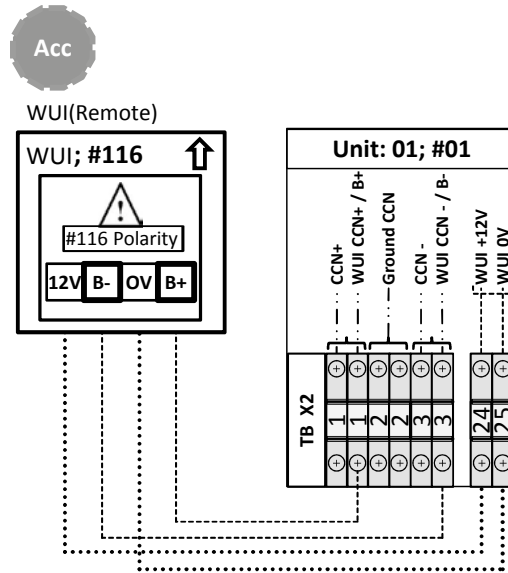 Acc
WUI(Remote)
WUI; #116
#116 Polarity
12V B- 0V B+
Unit: 01; #01
CCN+
WUI CCN+ / B+
Ground CCN
CCN -
WUI CCN - / B-
WUI +12V
WUI 0V
TB X2
1 1 2 2 3 3 24 25